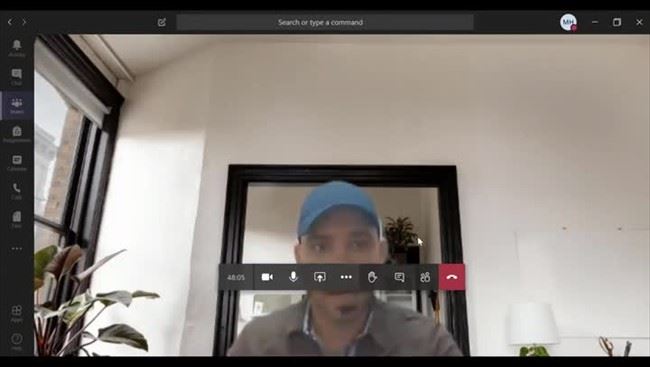 Search or type a command
MH
Activity
Chat
Teams
Assignments
Calendar
Calls
Files
48:05
Apps
Help